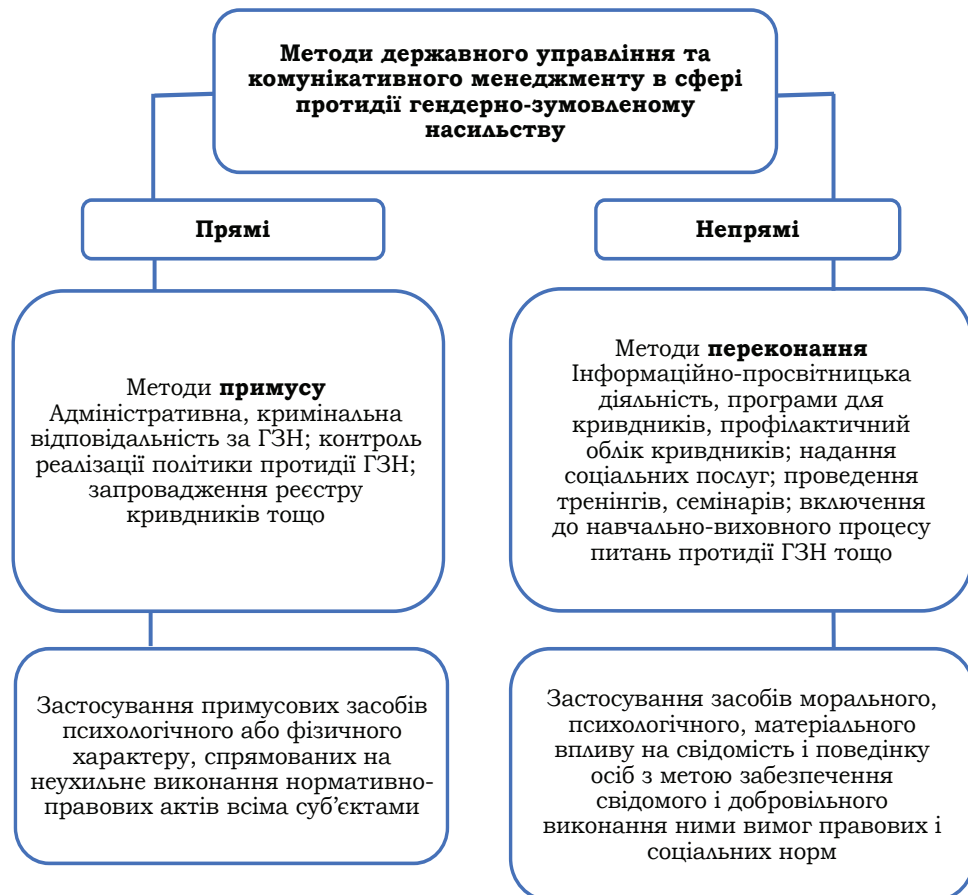 Методи державного управління та
комунікативного менеджменту в сфері
протидії гендерно-зумовленому
насильству
Прямі
Непрямі
Методи примусу
Адміністративна, кримінальна
відповідальність за ГЗН; контроль
реалізації політики протидії ГЗН;
запровадження реєстру
кривдників тощо
Методи переконання
Інформаційно-просвітницька
діяльність, програми для
кривдників, профілактичний
облік кривдників; надання
соціальних послуг; проведення
тренінгів, семінарів; включення
до навчально-виховного процесу
питань протидії ГЗН тощо
Застосування примусових засобів
психологічного або фізичного
характеру, спрямованих на
неухильне виконання нормативно-
правових актів всіма суб’єктами
Застосування засобів морального,
психологічного, матеріального
впливу на свідомість і поведінку
осіб з метою забезпечення
свідомого і добровільного
виконання ними вимог правових і
соціальних норм